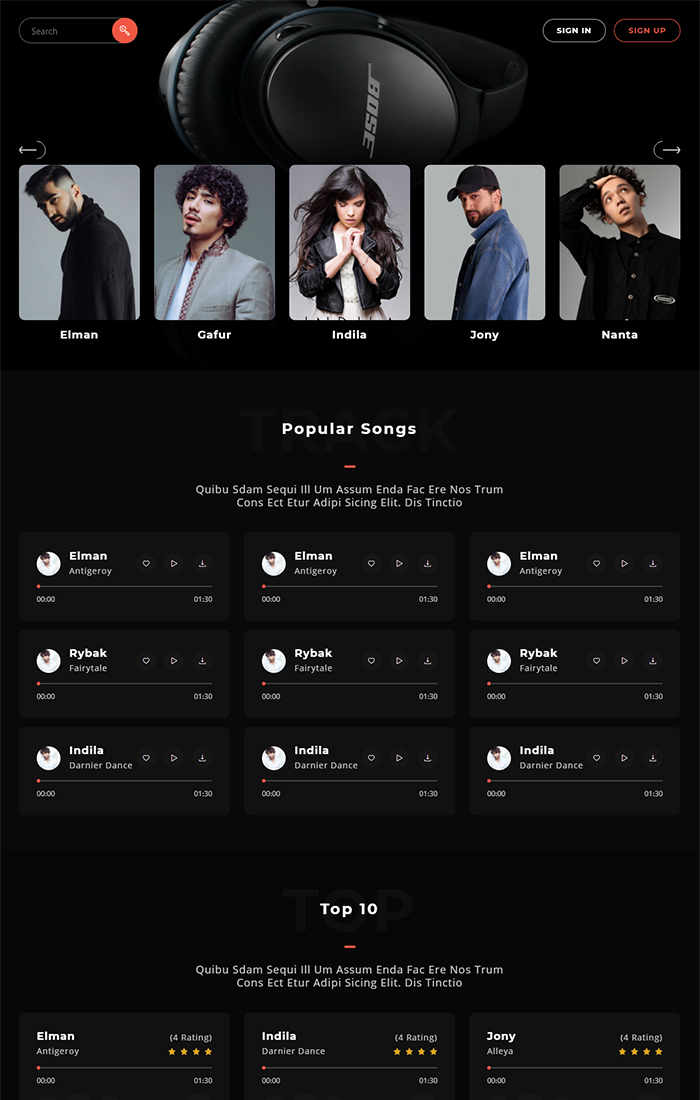 Search
SIGN IN
SIGN UP
BOSE
Elman
Gafur
Indila
Jony
Nanta
TRACK
Popular Songs
Quibu Sdam Sequi Ill Um Assum Enda Fac Ere Nos Trum
Cons Ect Etur Adipi Sicing Elit. Dis Tinctio
Elman
Antigeroy
00:00 01:30
Elman
Antigeroy
00:00 01:30
Elman
Antigeroy
00:00 01:30
Rybak
Fairytale
00:00 01:30
Rybak
Fairytale
00:00 01:30
Rybak
Fairytale
00:00 01:30
Indila
Darnier Dance
00:00 01:30
Indila
Darnier Dance
00:00 01:30
Indila
Darnier Dance
00:00 01:30
TOP
Top 10
Quibu Sdam Sequi Ill Um Assum Enda Fac Ere Nos Trum
Cons Ect Etur Adipi Sicing Elit. Dis Tinctio
Elman (4 Rating)
Antigeroy
00:00 01:30
Indila (4 Rating)
Darnier Dance
00:00 01:30
Jony (4 Rating)
Alleya
00:00 01:30